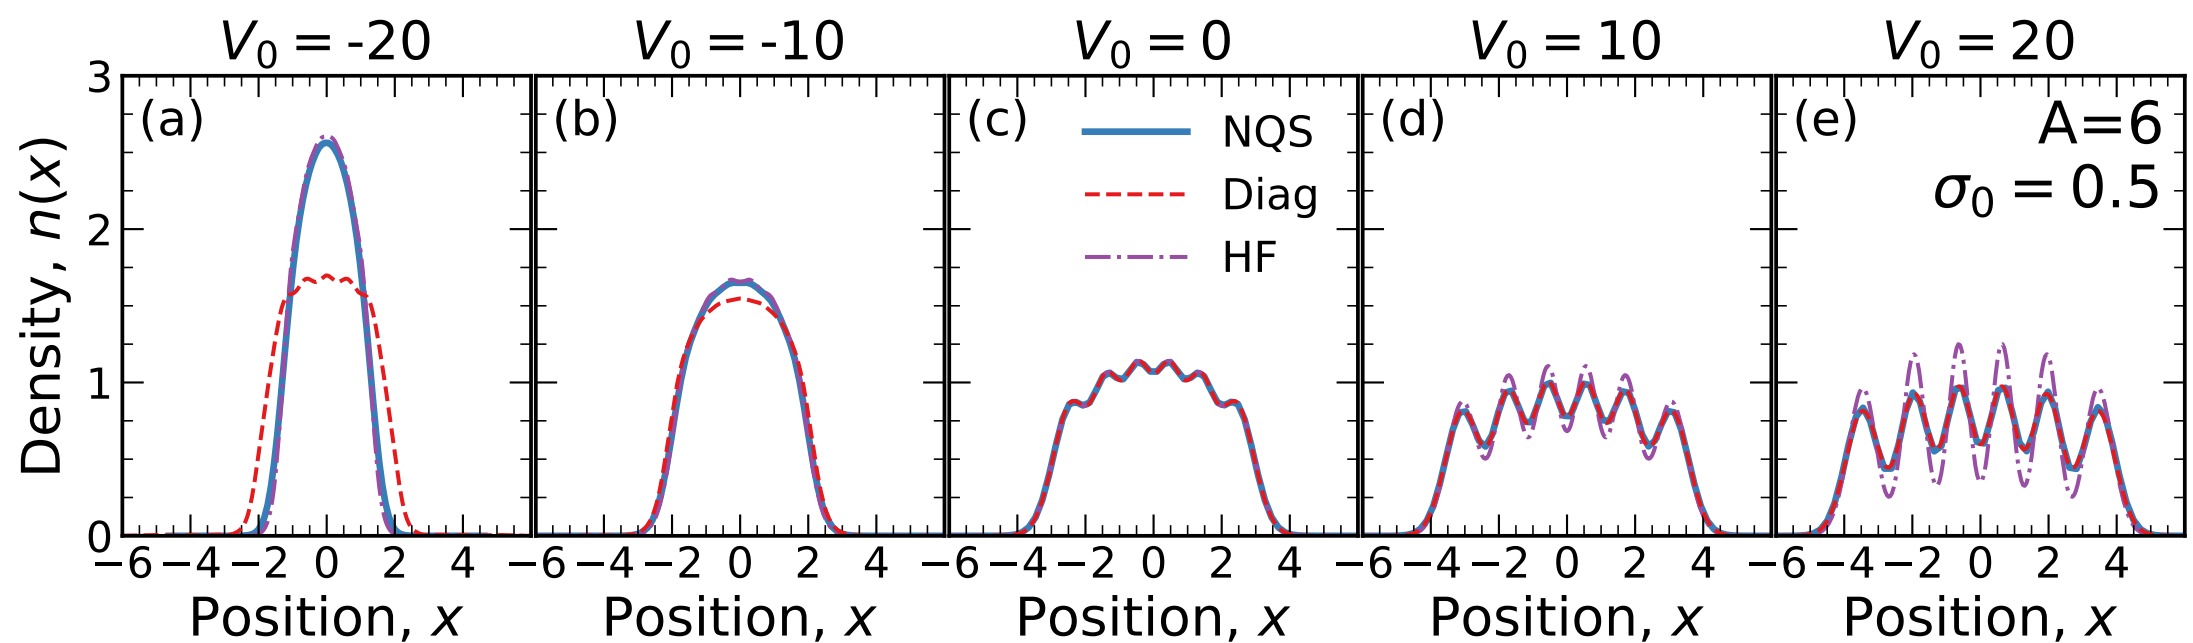 V₀ = -20 V₀ = -10 V₀ = 0 V₀ = 10 V₀ = 20
(a) (b) (c) (d) (e)
NQS
Diag
HF
A=6
σ₀ = 0.5
Density, n(x)
3
2
1
0
−6 −4 −2 0 2 4 −6 −4 −2 0 2 4 −6 −4 −2 0 2 4 −6 −4 −2 0 2 4 −6 −4 −2 0 2 4
Position, x Position, x Position, x Position, x Position, x